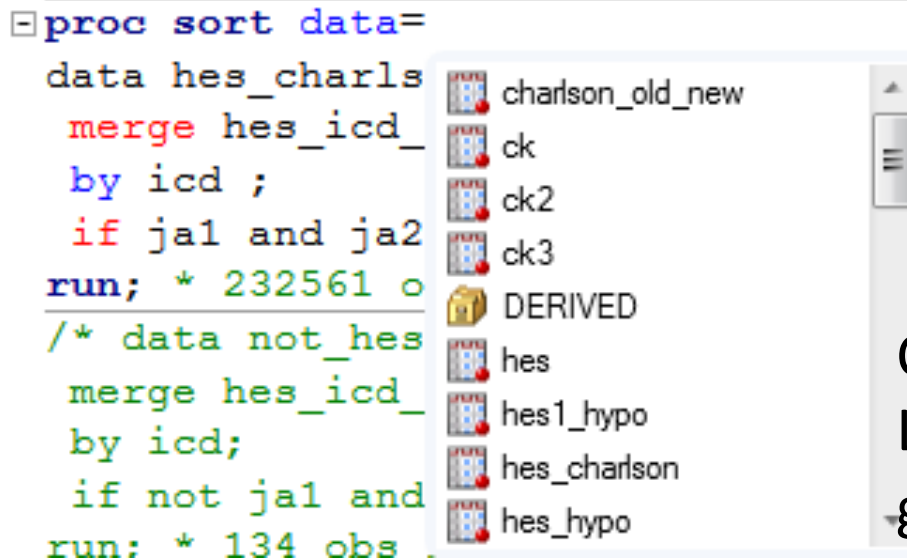 proc sort data=
data hes_charls
merge hes_icd_
by icd ;
if ja1 and ja2
run; * 232561 o
/* data not_hes
merge hes_icd_
by icd;
if not ja1 and
run; * 134 obs
charlson_old_new
ck
ck2
ck3
DERIVED
hes
hes1_hypo
hes_charlson
hes_hypo